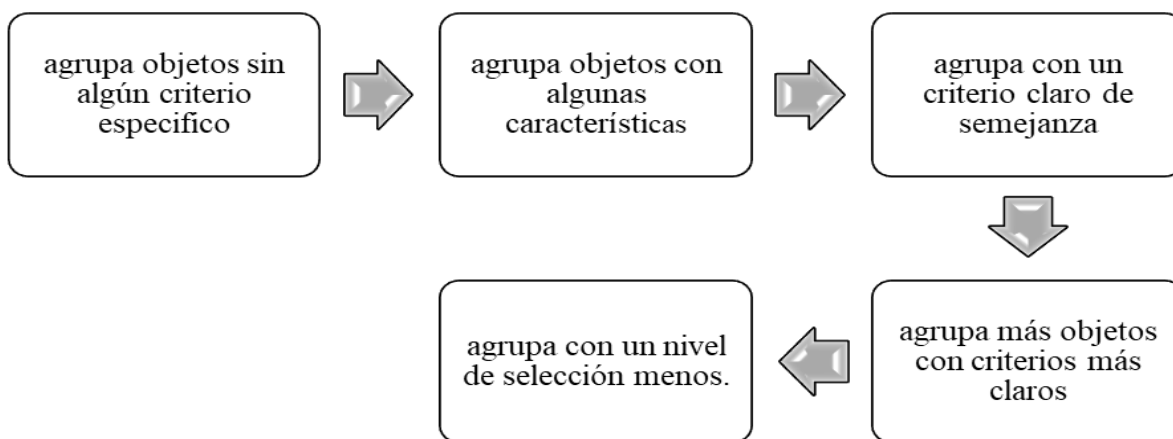 agrupa objetos sin
algún criterio
especifico
agrupa objetos con
algunas
características
agrupa con un
criterio claro de
semejanza
agrupa más objetos
con criterios más
claros
agrupa con un nivel
de selección menos.